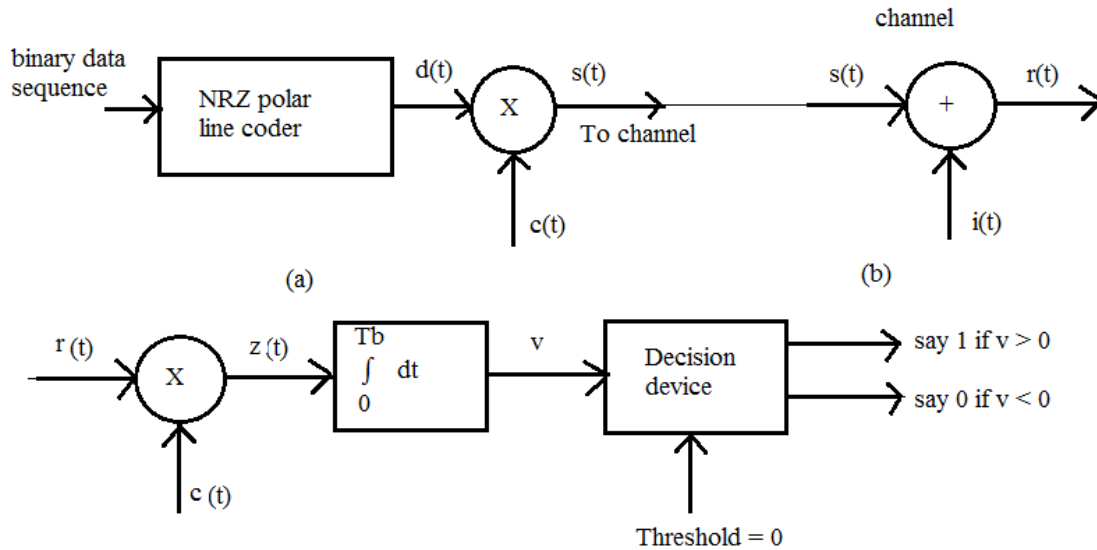 channel
binary data
sequence
NRZ polar
line coder
d(t)
X
s(t)
To channel
c(t)
s(t)
+
r(t)
i(t)
(a)
(b)
r(t)
X
z(t)
c(t)
Tb
∫ dt
0
v
Decision
device
say 1 if v > 0
say 0 if v < 0
Threshold = 0